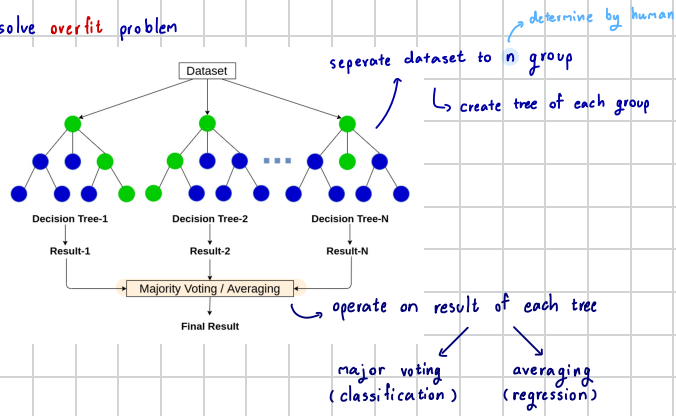 solve overfit problem
determine by human
seperate dataset to n group
create tree of each group
Dataset
Decision Tree-1
Decision Tree-2
Decision Tree-N
Result-1
Result-2
Result-N
Majority Voting / Averaging
operate on result of each tree
Final Result
major voting
(classification)
averaging
(regression)